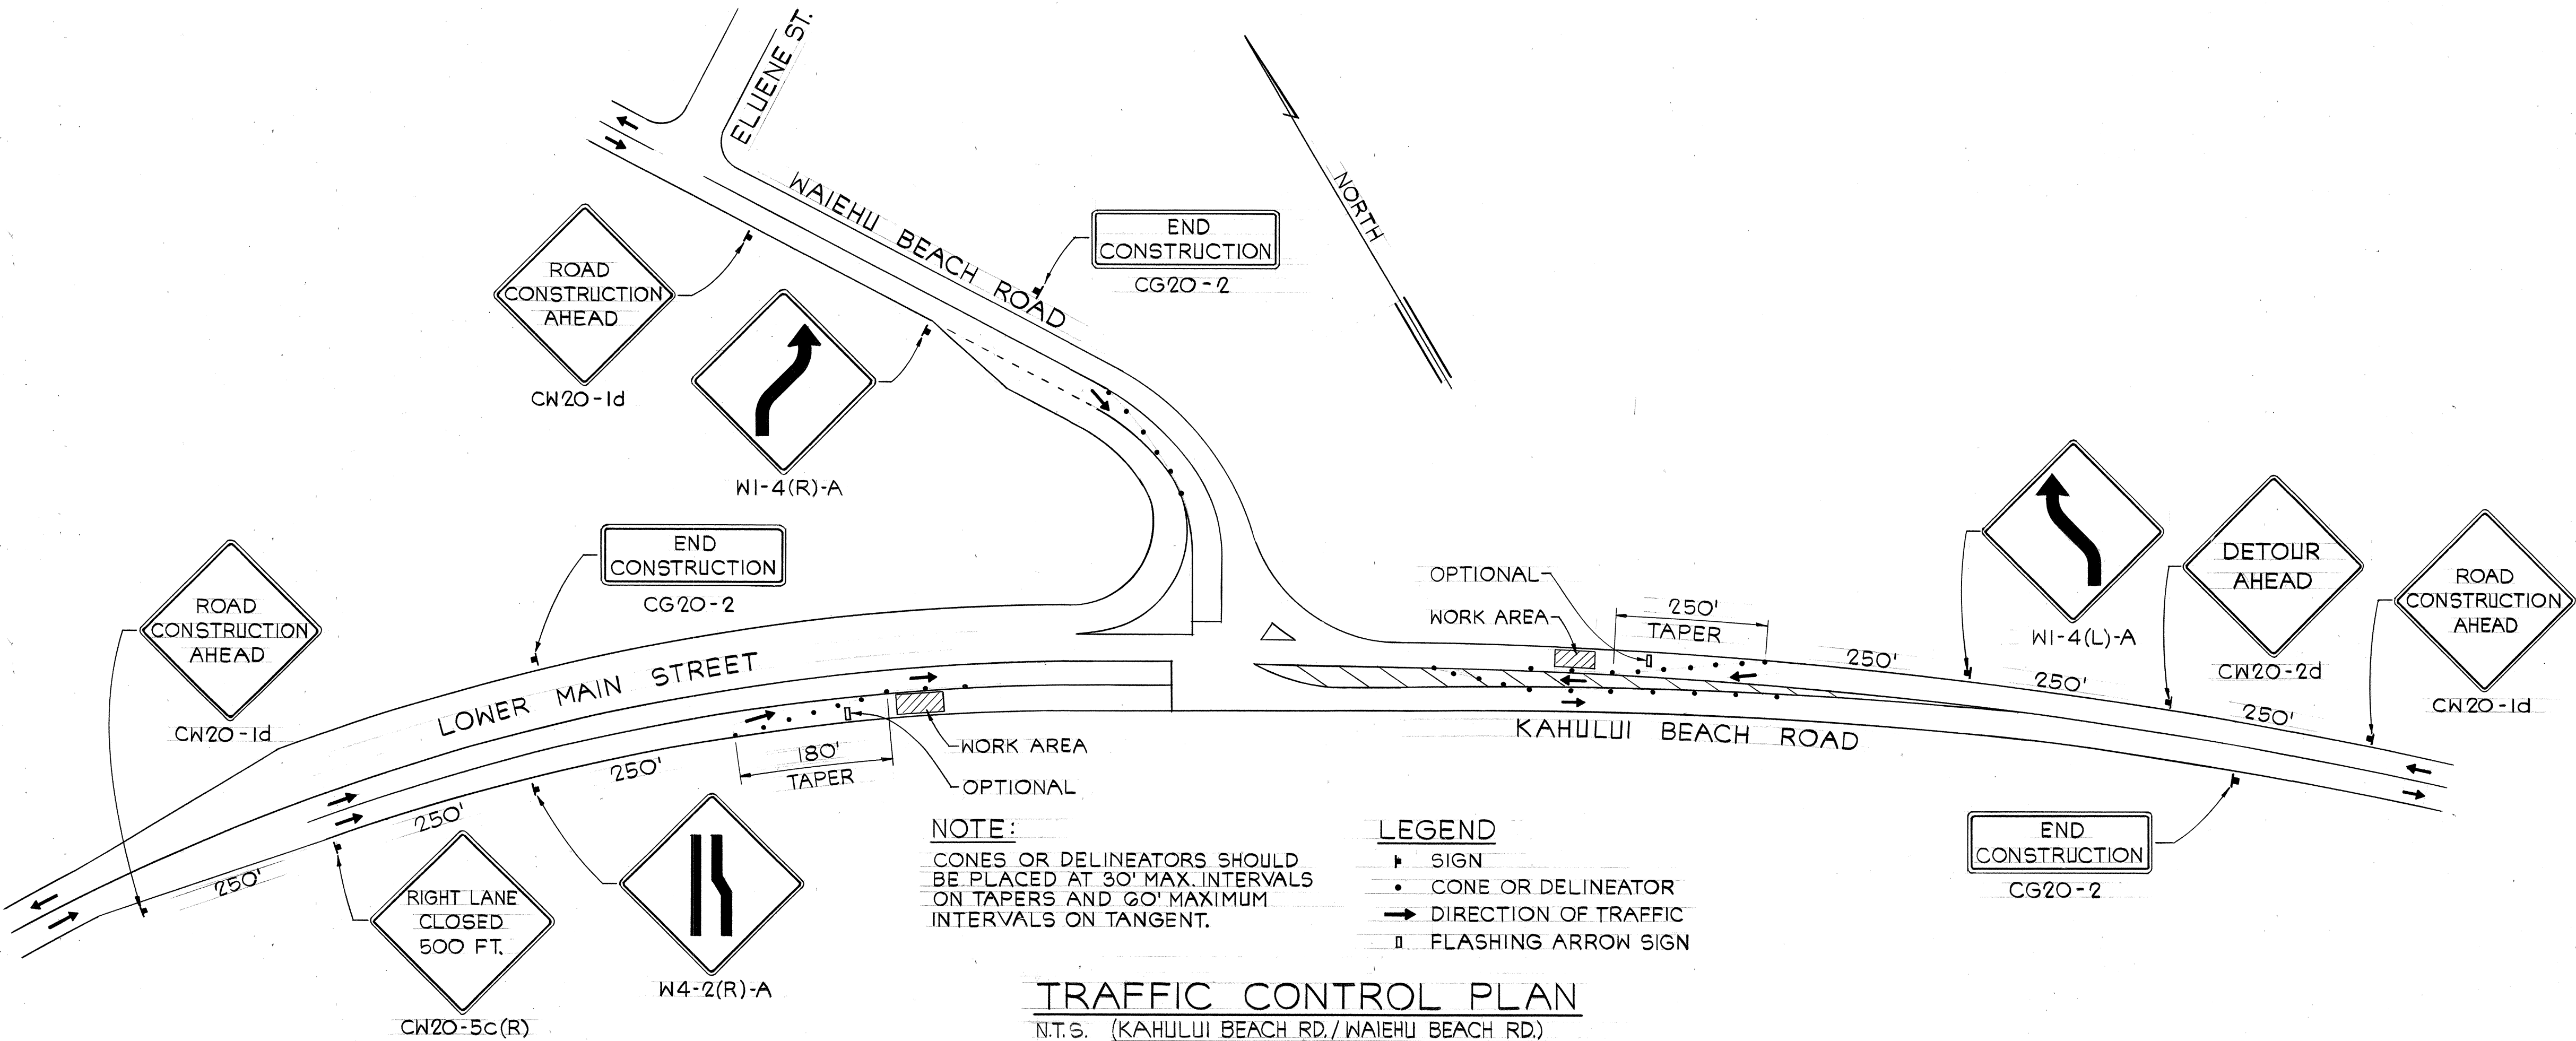 ELUENE ST.
WAIEHU BEACH ROAD
NORTH
ROAD
CONSTRUCTION
AHEAD
CW20-1d
W1-4(R)-A
END
CONSTRUCTION
CG20-2
ROAD
CONSTRUCTION
AHEAD
CW20-1d
END
CONSTRUCTION
CG20-2
LOWER MAIN STREET
250'
250'
250'
180'
TAPER
WORK AREA
OPTIONAL
RIGHT LANE
CLOSED
500 FT.
CW20-5c(R)
W4-2(R)-A
OPTIONAL
WORK AREA
250'
TAPER
250'
250'
250'
KAHULUI BEACH ROAD
W1-4(L)-A
DETOUR
AHEAD
CW20-2d
ROAD
CONSTRUCTION
AHEAD
CW20-1d
END
CONSTRUCTION
CG20-2
NOTE:
CONES OR DELINEATORS SHOULD
BE PLACED AT 30' MAX. INTERVALS
ON TAPERS AND 60' MAXIMUM
INTERVALS ON TANGENT.
LEGEND
SIGN
CONE OR DELINEATOR
DIRECTION OF TRAFFIC
FLASHING ARROW SIGN
TRAFFIC CONTROL PLAN
N.T.S. (KAHULUI BEACH RD./WAIEHU BEACH RD.)